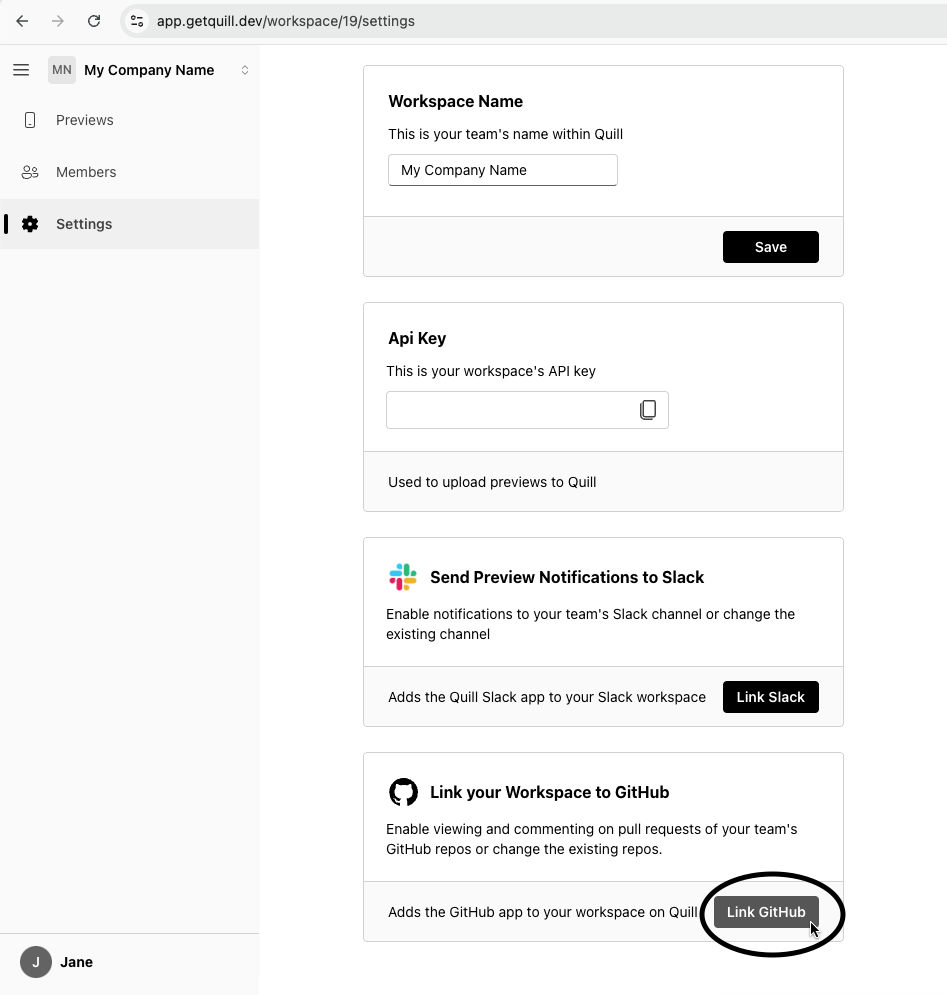 app.getquill.dev/workspace/19/settings
MN My Company Name
Previews
Members
Settings
Workspace Name
This is your team's name within Quill
My Company Name
Save
Api Key
This is your workspace's API key
Used to upload previews to Quill
Send Preview Notifications to Slack
Enable notifications to your team's Slack channel or change the
existing channel
Adds the Quill Slack app to your Slack workspace
Link Slack
Link your Workspace to GitHub
Enable viewing and commenting on pull requests of your team's
GitHub repos or change the existing repos.
Adds the GitHub app to your workspace on Quill
Link GitHub
J Jane